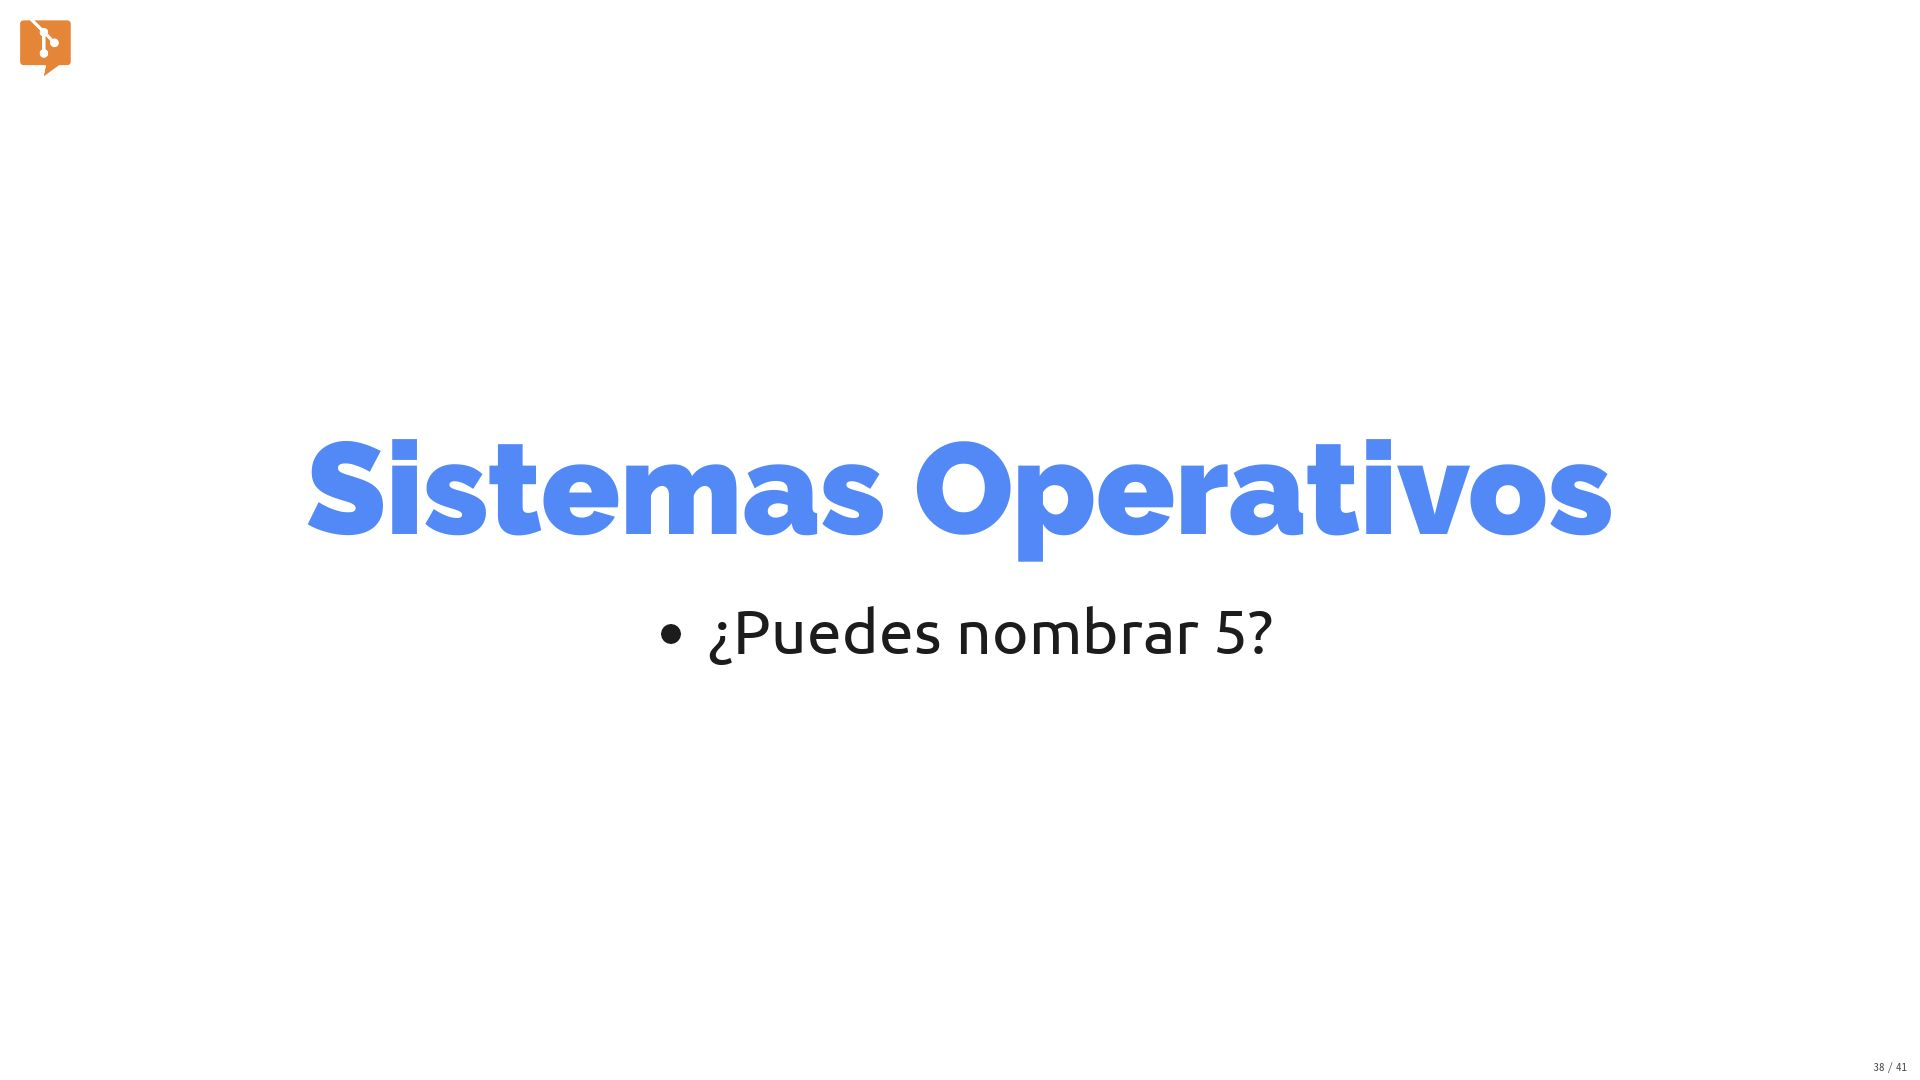 Sistemas Operativos
• ¿Puedes nombrar 5?
38 / 41